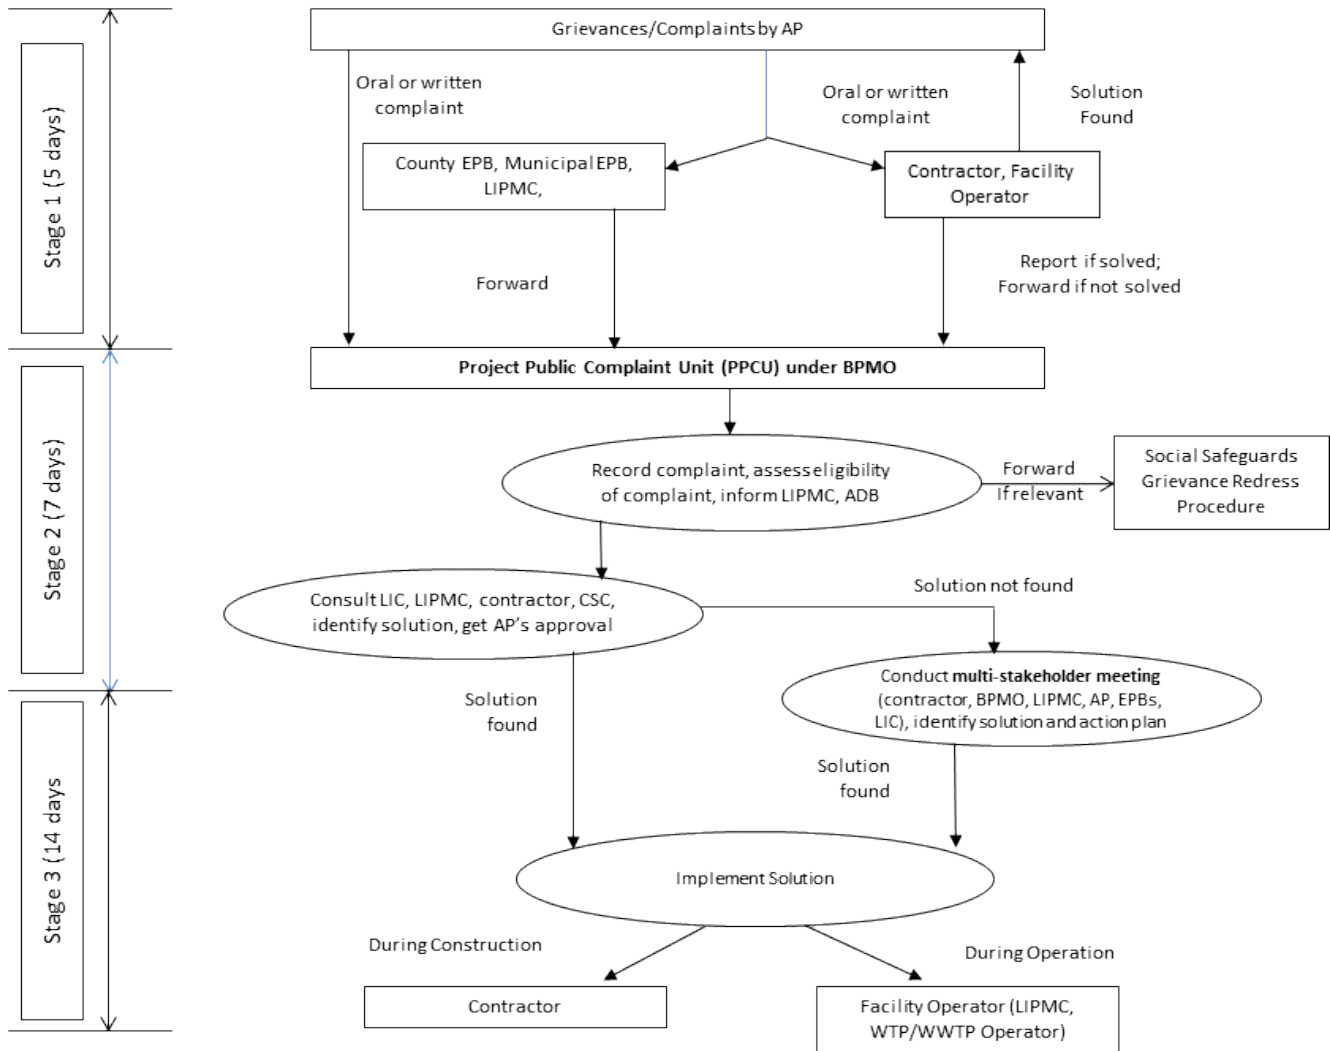 Grievances/Complaints by AP
Oral or written
complaint
Oral or written
complaint
Solution
Found
County EPB, Municipal EPB,
LIPMC,
Contractor, Facility
Operator
Stage 1 (5 days)
Forward
Report if solved;
Forward if not solved
Project Public Complaint Unit (PPCU) under BPMO
Stage 2 (7 days)
Record complaint, assess eligibility
of complaint, inform LIPMC, ADB
Forward
If relevant
Social Safeguards
Grievance Redress
Procedure
Consult LIC, LIPMC, contractor, CSC,
identify solution, get AP's approval
Solution not found
Conduct multi-stakeholder meeting
(contractor, BPMO, LIPMC, AP, EPBs,
LIC), identify solution and action plan
Solution
found
Solution
found
Stage 3 (14 days
Implement Solution
During Construction
During Operation
Contractor
Facility Operator (LIPMC,
WTP/WWTP Operator)